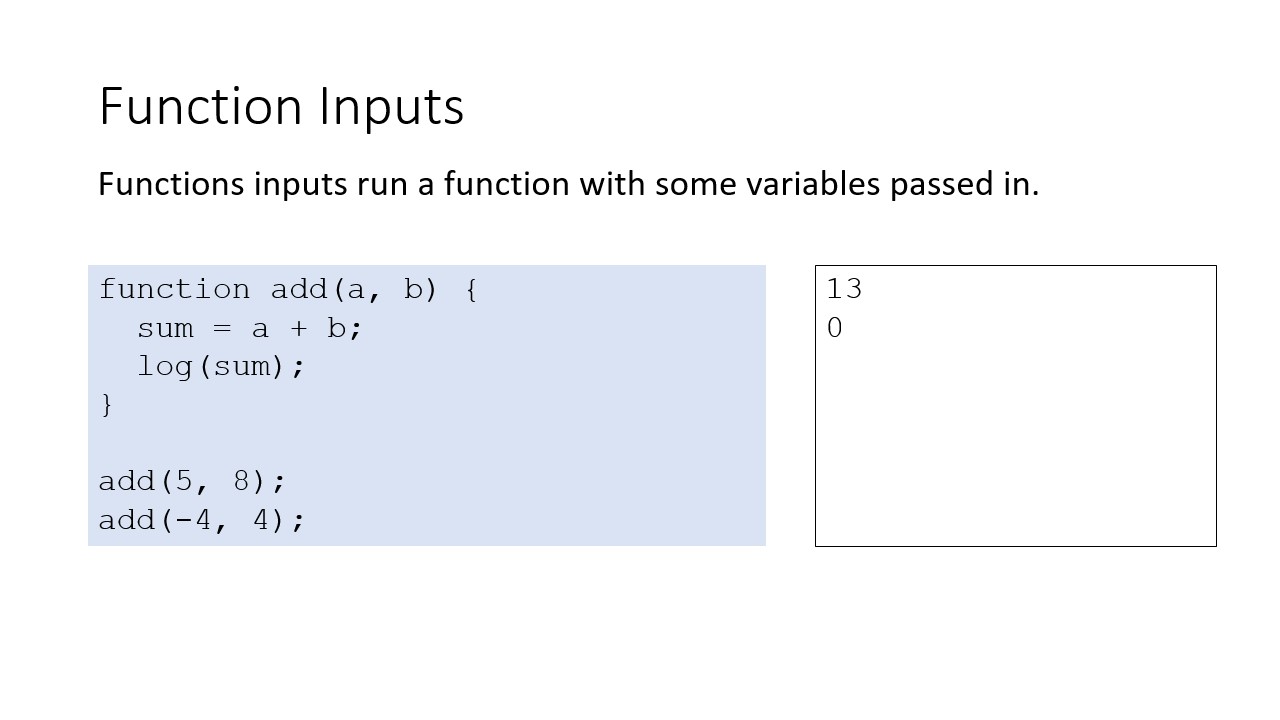 Function Inputs
Functions inputs run a function with some variables passed in.
function add(a, b) {
  sum = a + b;
  log(sum);
}
add(5, 8);
add(-4, 4);
13
0